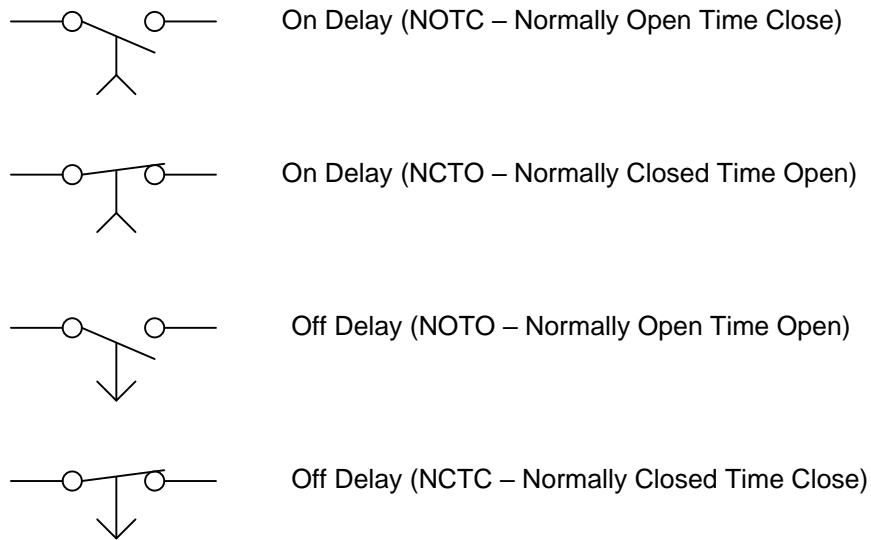 On Delay (NOTC – Normally Open Time Close)
On Delay (NCTO – Normally Closed Time Open)
Off Delay (NOTO – Normally Open Time Open)
Off Delay (NCTC – Normally Closed Time Close)